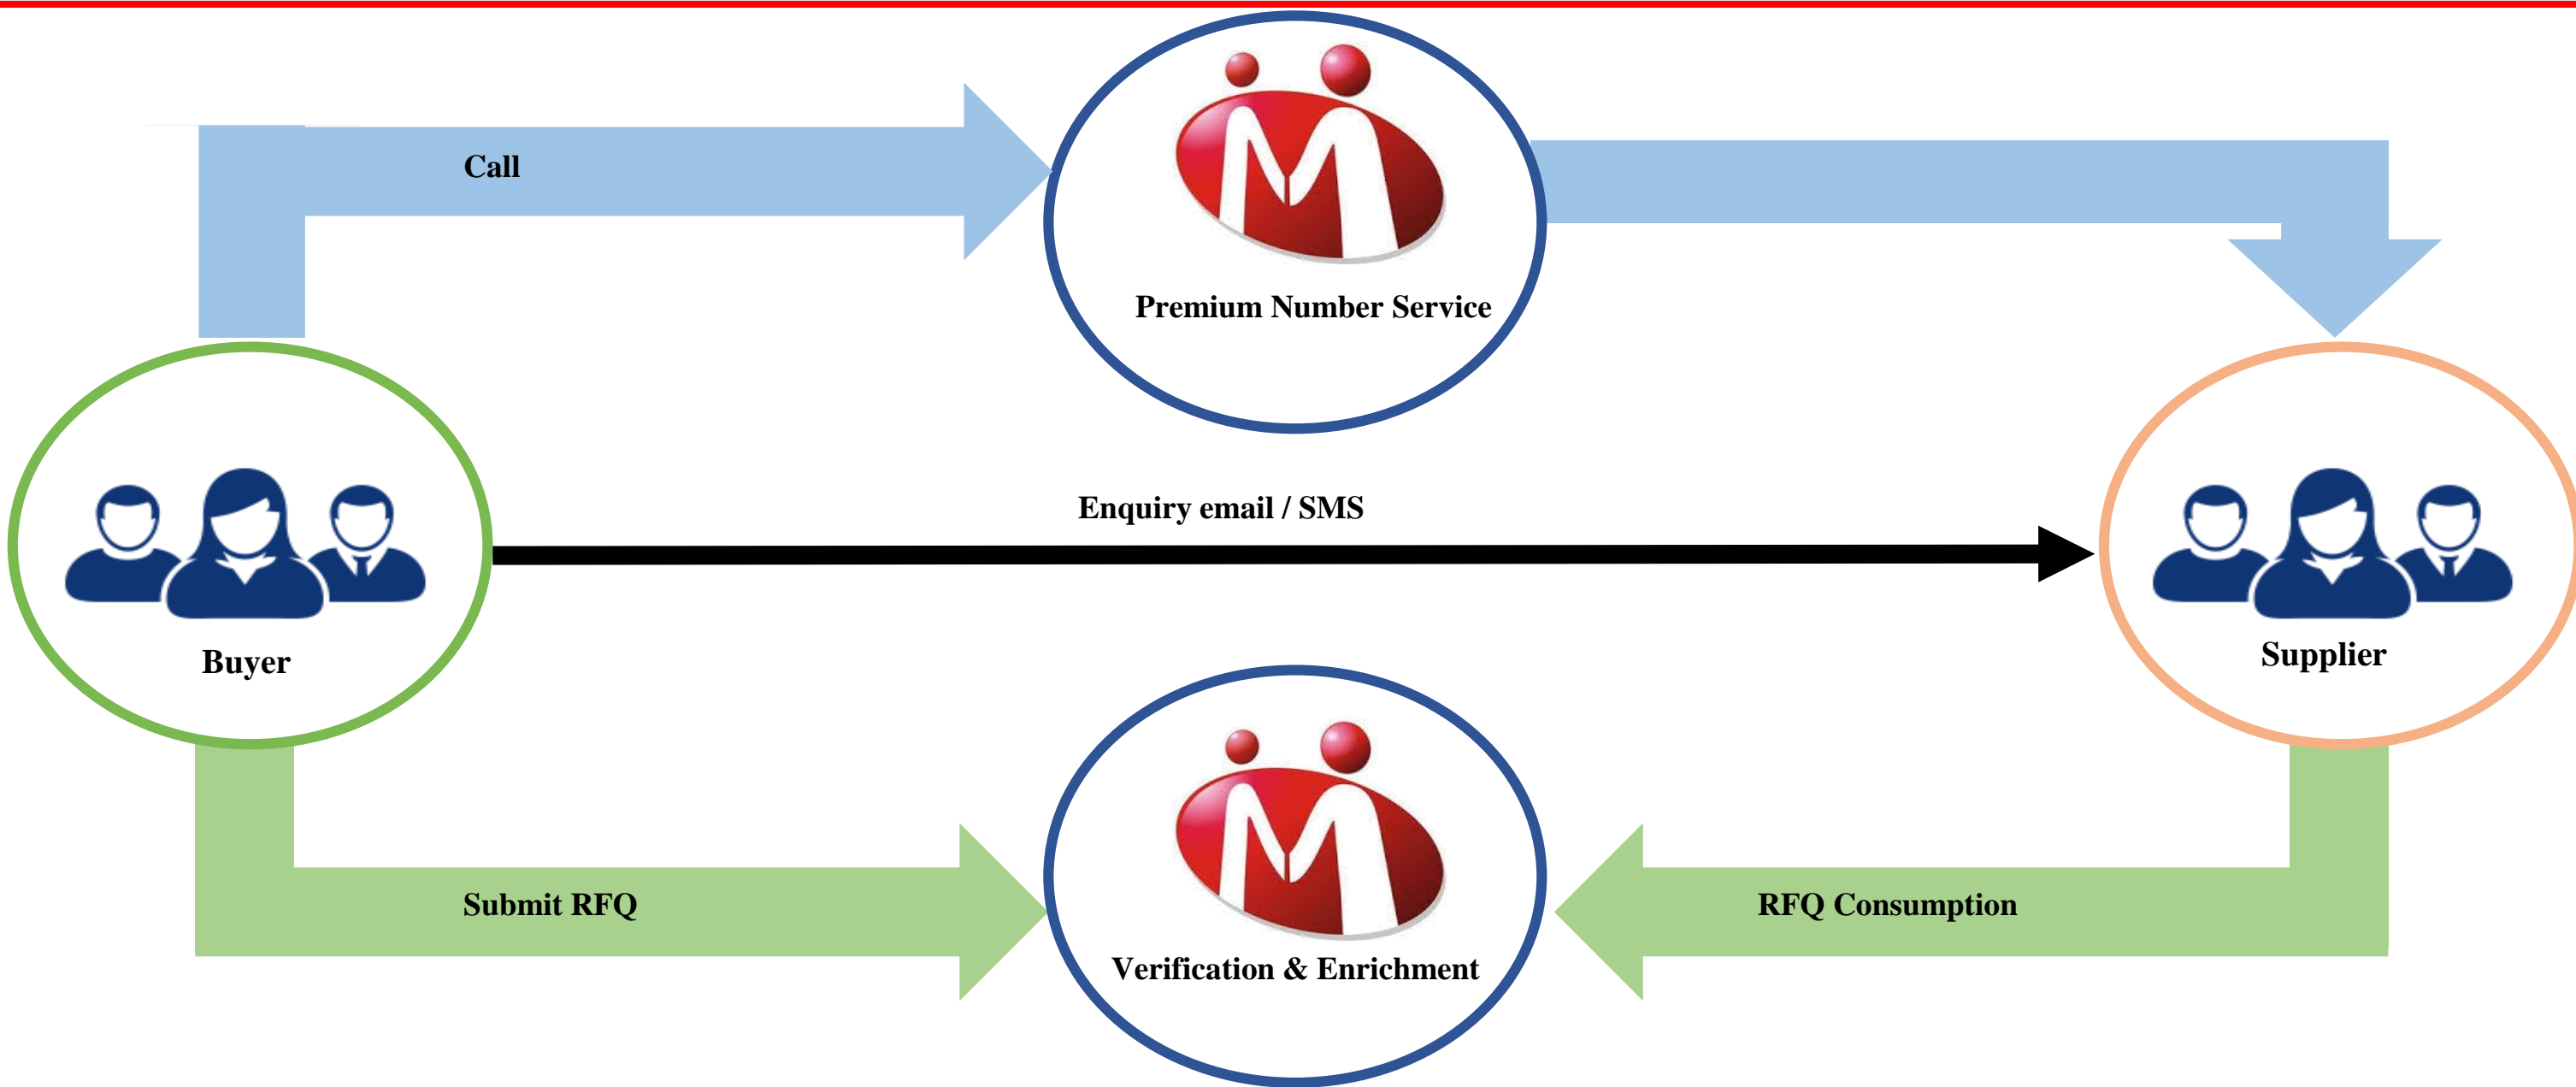 Call
Premium Number Service
Enquiry email / SMS
Buyer
Supplier
Submit RFQ
RFQ Consumption
Verification & Enrichment